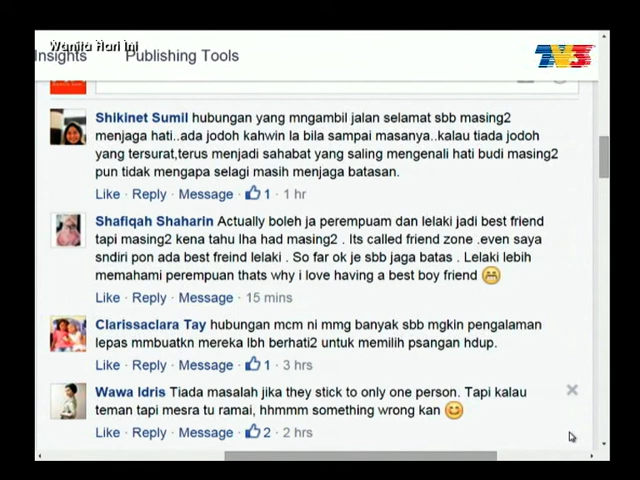 Wanita Hari Ini
Insights Publishing Tools
TV3
Shikinet Sumil hubungan yang mngambil jalan selamat sbb masing2
menjaga hati..ada jodoh kahwin la bila sampai masanya..kalau tiada jodoh
yang tersurat,terus menjadi sahabat yang saling mengenali hati budi masing2
pun tidak mengapa selagi masih menjaga batasan.
Like · Reply · Message · 1 · 1 hr
Shafiqah Shaharin Actually boleh ja perempuam dan lelaki jadi best friend
tapi masing2 kena tahu lha had masing2 . Its called friend zone .even saya
sndiri pon ada best freind lelaki . So far ok je sbb jaga batas . Lelaki lebih
memahami perempuan thats why i love having a best boy friend
Like · Reply · Message · 15 mins
Clarissaclara Tay hubungan mcm ni mmg banyak sbb mgkln pengalaman
lepas mmbuatkn mereka lbh berhati2 untuk memilih psangan hdup.
Like · Reply · Message · 1 · 3 hrs
Wawa Idris Tiada masalah jika they stick to only one person. Tapi kalau
teman tapi mesra tu ramai, hhmmm something wrong kan
Like · Reply · Message · 2 · 2 hrs